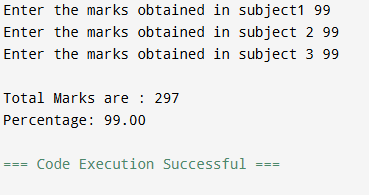 Enter the marks obtained in subject1 99
Enter the marks obtained in subject 2 99
Enter the marks obtained in subject 3 99
Total Marks are : 297
Percentage: 99.00
=== Code Execution Successful ===